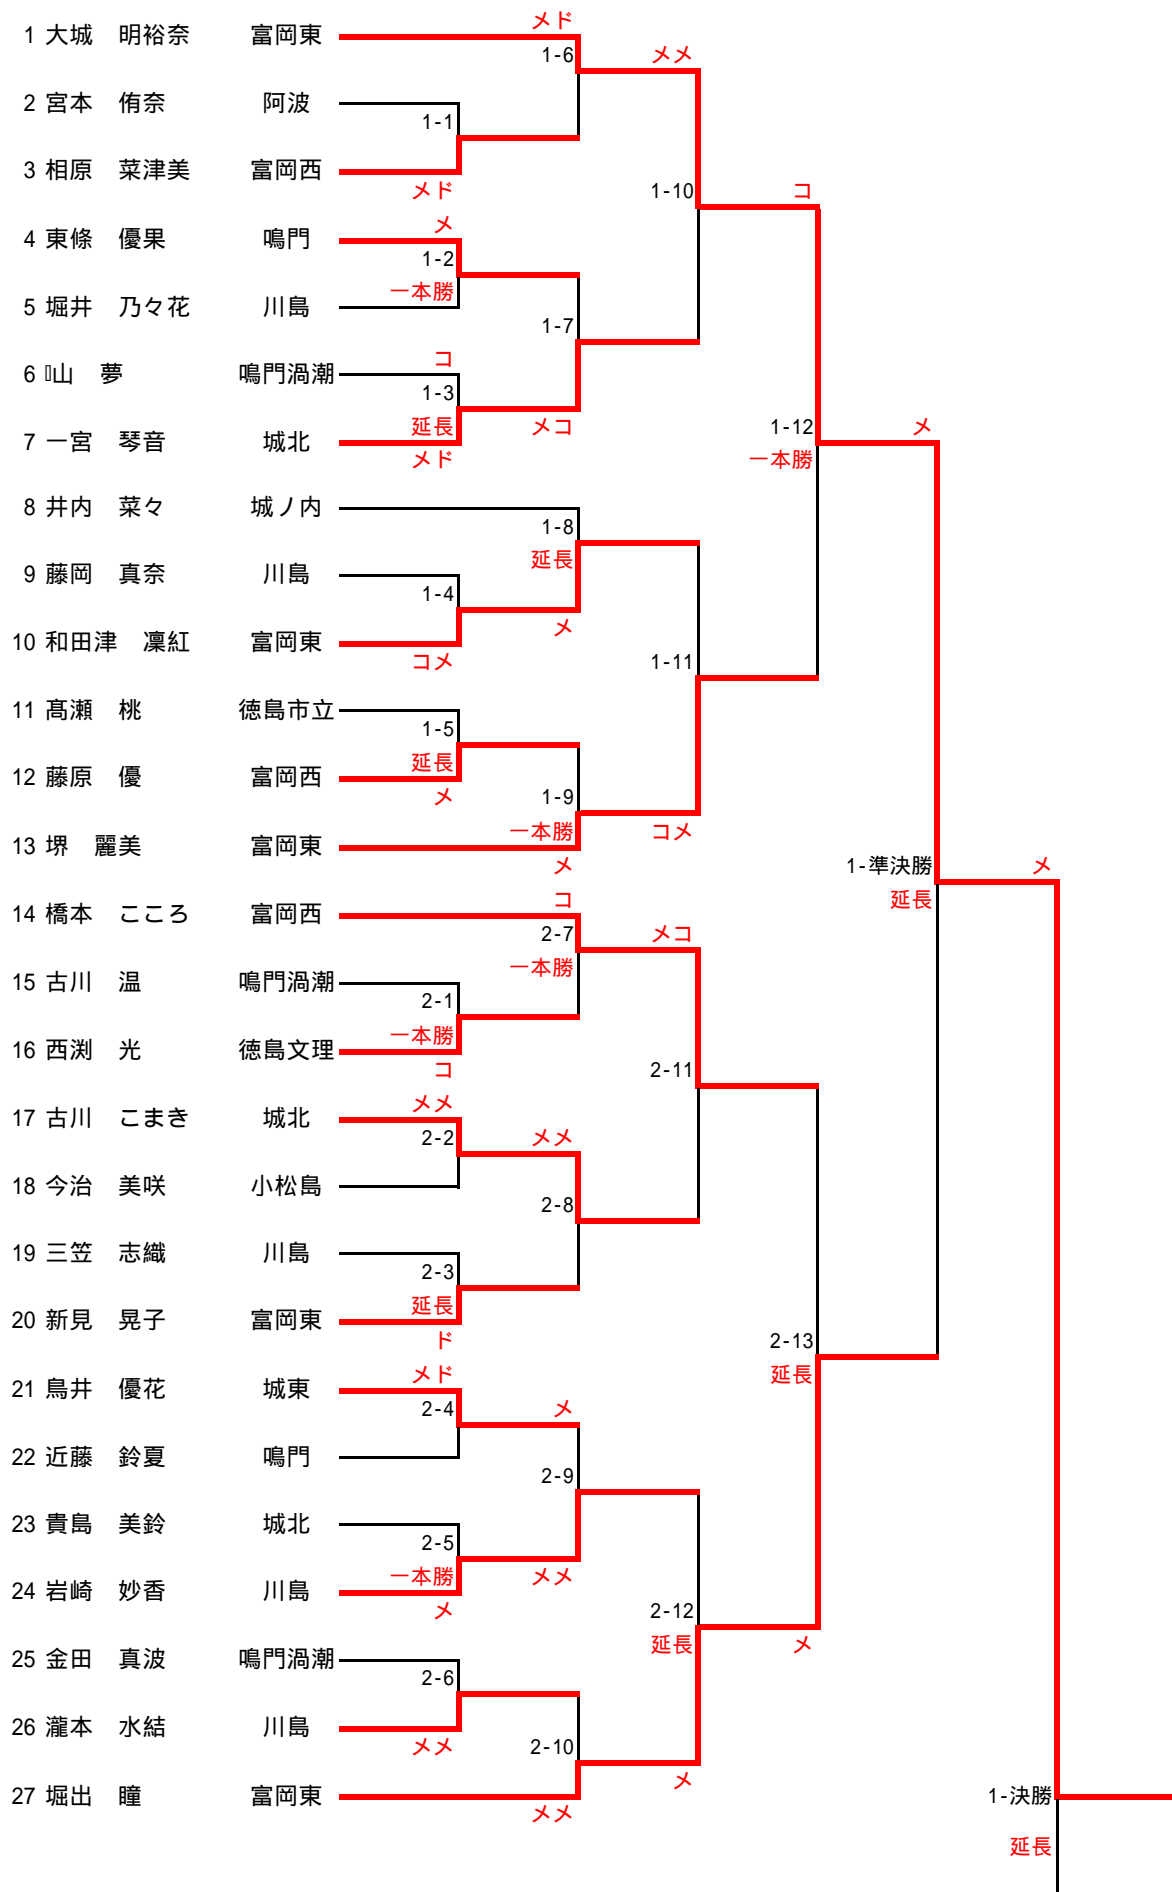 メド
1 大城　明裕奈 富岡東
1-6 メメ
2 宮本　侑奈 阿波
1-1
3 相原　菜津美 富岡西
メド 1-10 コ
メ
4 東條　優果 鳴門
1-2
一本勝
5 堀井　乃々花 川島
1-7
コ
6 山　夢 鳴門渦潮
1-3
延長 メコ 1-12 メ
7 一宮　琴音 城北
メド 一本勝
8 井内　菜々 城ノ内
1-8
延長
9 藤岡　真奈 川島
1-4
メ
10 和田津　凜紅 富岡東
コメ 1-11
11 髙瀬　桃 徳島市立
1-5
延長
12 藤原　優 富岡西
メ 1-9
一本勝 コメ
13 堺　麗美 富岡東
メ 1-準決勝 メ
コ 延長
14 橋本　こころ 富岡西
2-7 メコ
一本勝
15 古川　温 鳴門渦潮
2-1
一本勝
16 西渕　光 徳島文理
コ 2-11
メメ
17 古川　こまき 城北
2-2 メメ
18 今治　美咲 小松島
2-8
19 三笠　志織 川島
2-3
延長
20 新見　晃子 富岡東
ド 2-13
メド 延長
21 鳥井　優花 城東
2-4 メ
22 近藤　鈴夏 鳴門
2-9
23 貴島　美鈴 城北
2-5
一本勝 メメ
24 岩崎　妙香 川島
メ 2-12
延長 メ
25 金田　真波 鳴門渦潮
2-6
26 瀧本　水結 川島
メメ 2-10
メ
27 堀出　瞳 富岡東 1-決勝
メメ
延長